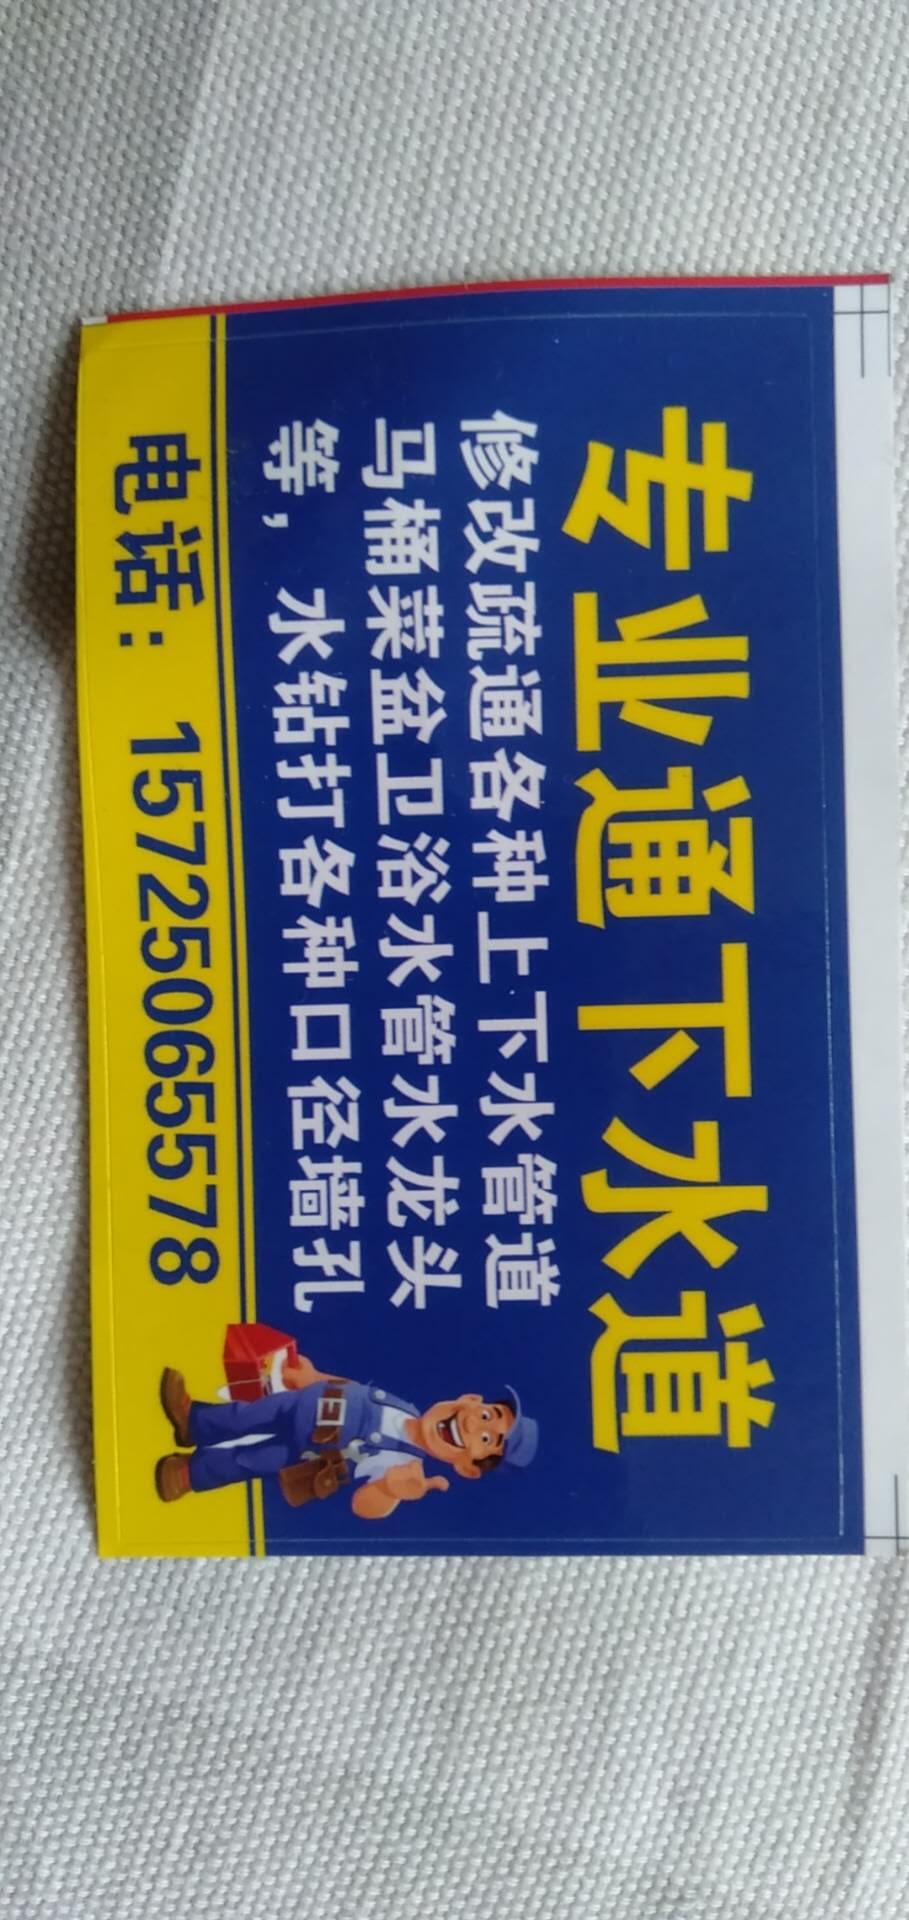 专业通下水道
修改疏通各种上下水管道
马桶菜盆卫浴水管水龙头
等，水钻打各种口径墙孔
电话：15725065578